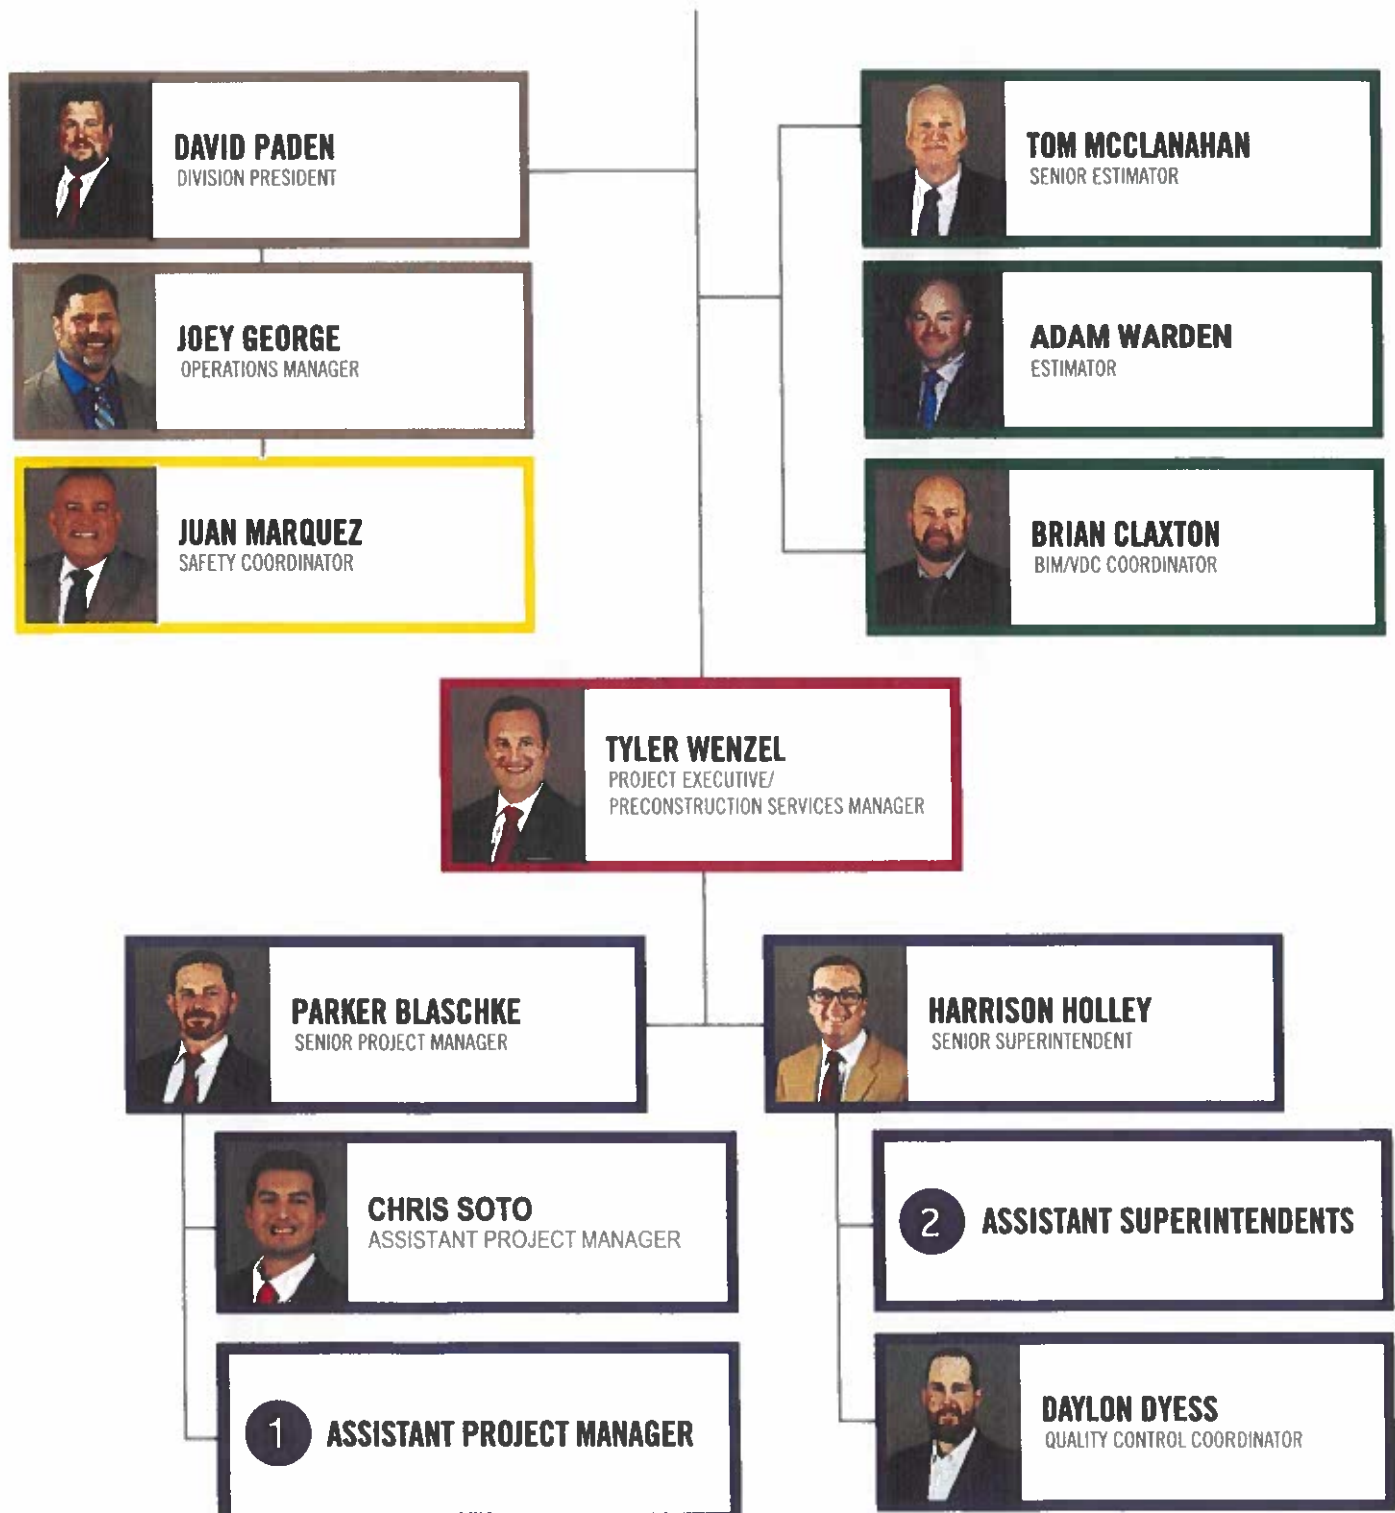 DAVID PADEN
DIVISION PRESIDENT
JOEY GEORGE
OPERATIONS MANAGER
JUAN MARQUEZ
SAFETY COORDINATOR
TOM MCCLANAHAN
SENIOR ESTIMATOR
ADAM WARDEN
ESTIMATOR
BRIAN CLAXTON
BIM/VDC COORDINATOR
TYLER WENZEL
PROJECT EXECUTIVE/
PRECONSTRUCTION SERVICES MANAGER
PARKER BLASCHKE
SENIOR PROJECT MANAGER
HARRISON HOLLEY
SENIOR SUPERINTENDENT
CHRIS SOTO
ASSISTANT PROJECT MANAGER
1 ASSISTANT PROJECT MANAGER
2 ASSISTANT SUPERINTENDENTS
DAYLON DYESS
QUALITY CONTROL COORDINATOR